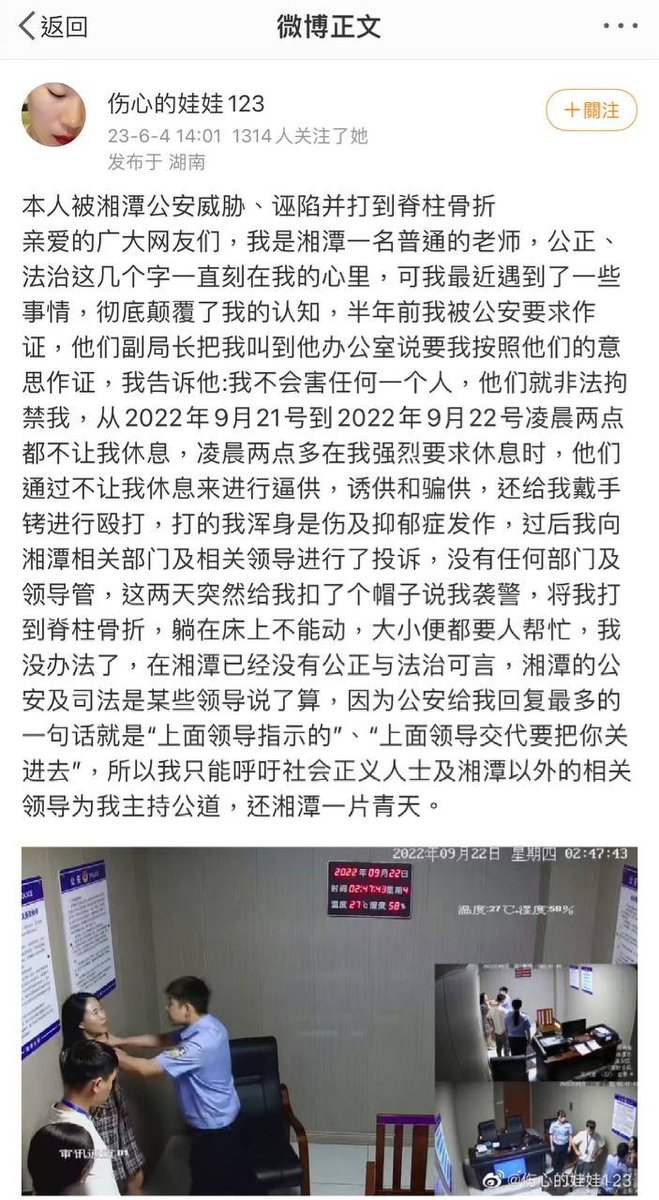 返回
微博正文
伤心的娃娃123
23-6-4 14:01 1314人关注了她
发布于 湖南
+關注
本人被湘潭公安威胁、诬陷并打到脊柱骨折
亲爱的广大网友们，我是湘潭一名普通的老师，公正、
法治这几个字一直刻在我的心里，可我最近遇到了一些
事情，彻底颠覆了我的认知，半年前我被公安要求作
证，他们副局长把我叫到他办公室说要我按照他们的意
思作证，我告诉他:我不会害任何一个人，他们就非法拘
禁我，从2022年9月21号到2022年9月22号凌晨两点
都不让我休息，凌晨两点多在我强烈要求休息时，他们
通过不让我休息来进行逼供，诱供和骗供，还给我戴手
铐进行殴打，打的我浑身是伤及抑郁症发作，过后我向
湘潭相关部门及相关领导进行了投诉，没有任何部门及
领导管，这两天突然给我扣了个帽子说我袭警，将我打
到脊柱骨折，躺在床上不能动，大小便都要人帮忙，我
没办法了，在湘潭已经没有公正与法治可言，湘潭的公
安及司法是某些领导说了算，因为公安给我回复最多的
一句话就是“上面领导指示的”、“上面领导交代要把你关
进去”，所以我只能呼吁社会正义人士及湘潭以外的相关
领导为我主持公道，还湘潭一片青天。
2022年09月22日 星期四 02:47:43
2022年09月22日
时间02:47:43星期4
温度27℃湿度58%
温度:27℃,湿度:58%
公安
POLICE
@伤心的娃娃123